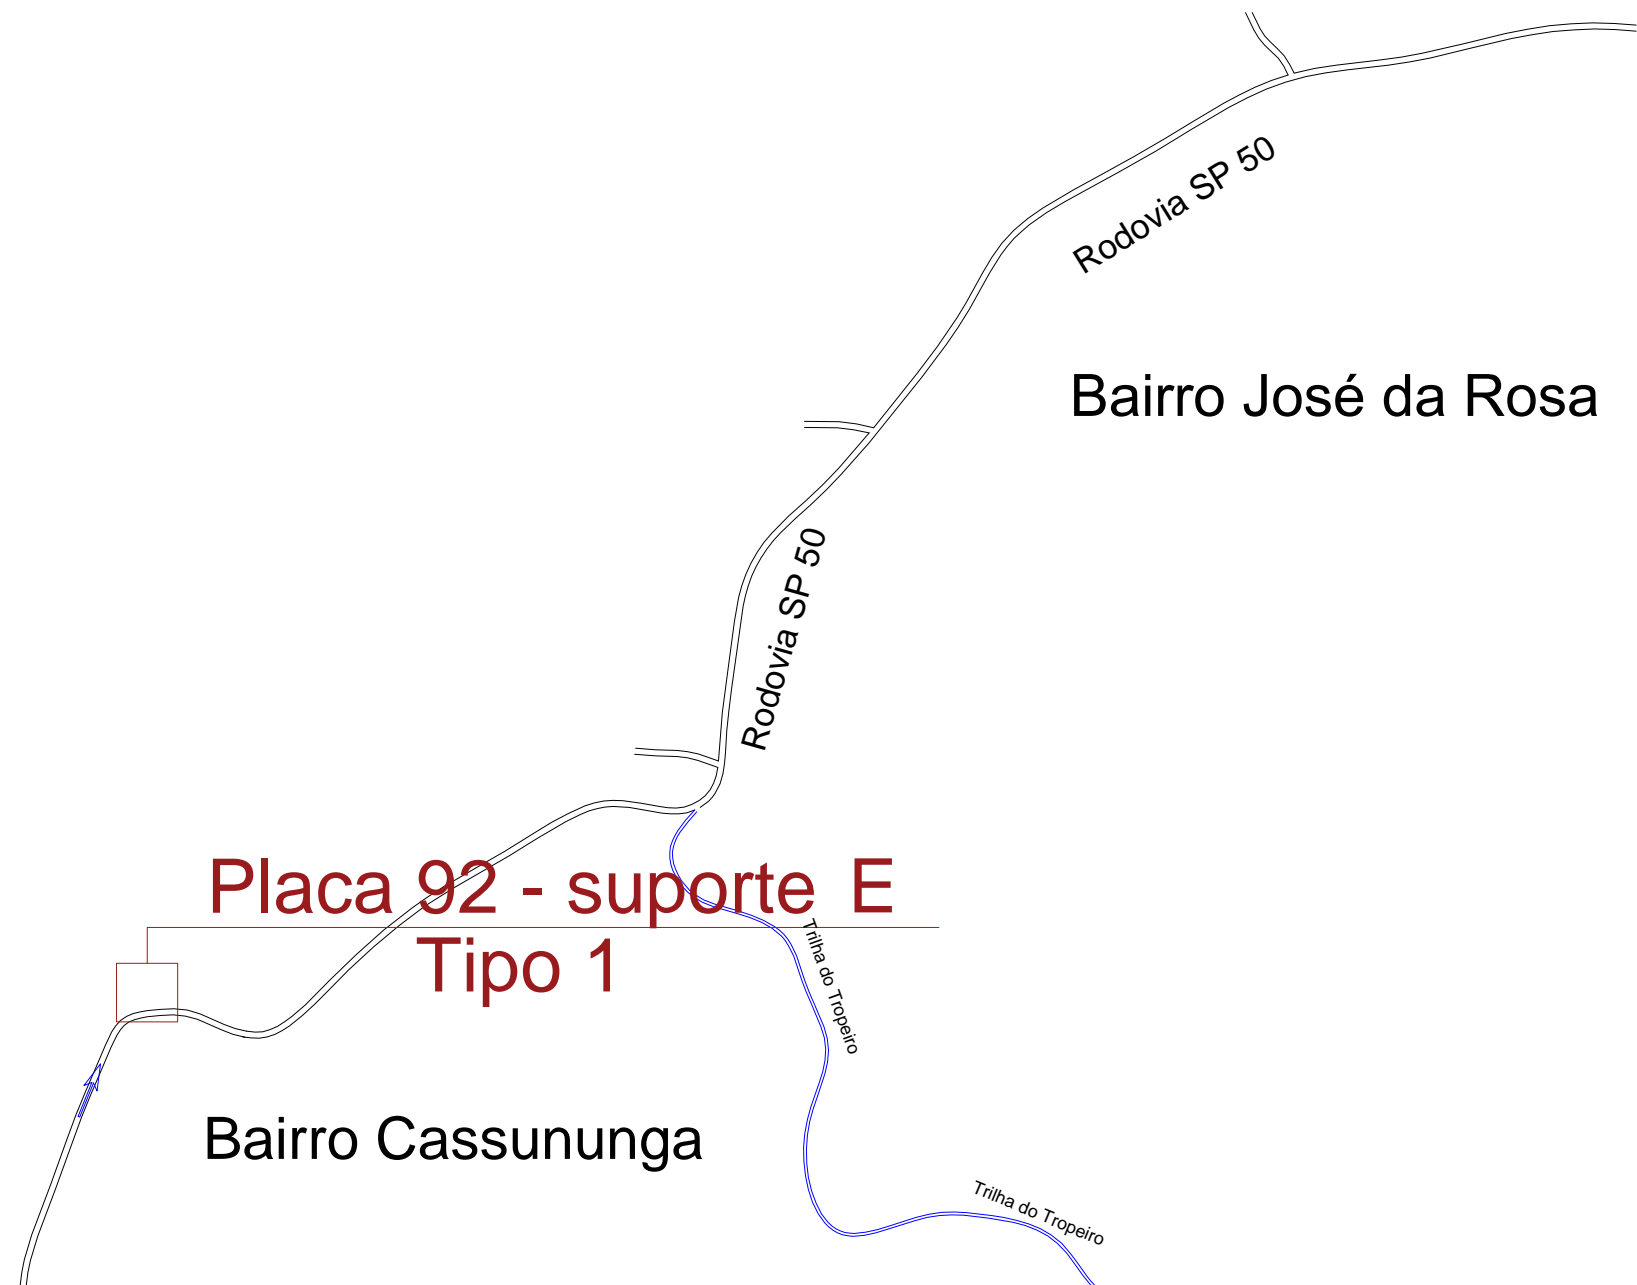 Rodovia SP 50
Bairro José da Rosa
Rodovia SP 50
Placa 92 - suporte E
Tipo 1
Trilha do Tropeiro
Bairro Cassununga
Trilha do Tropeiro